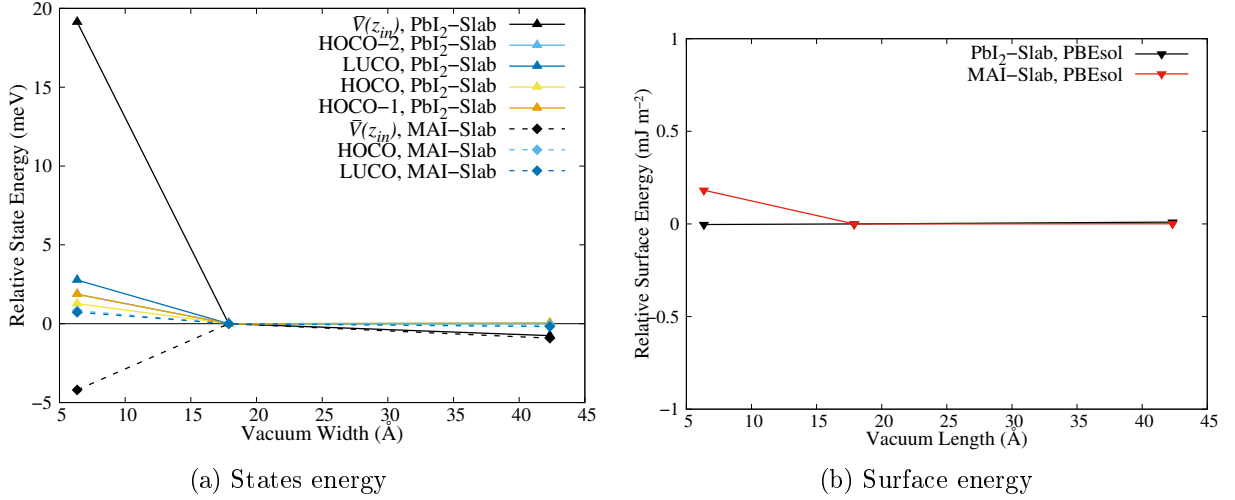 20
15
10
5
0
−5
5
10
15
20
25
30
35
40
45
Relative State Energy (meV)
Vacuum Width (Å)
V̄(z_in), PbI₂−Slab
HOCO−2, PbI₂−Slab
LUCO, PbI₂−Slab
HOCO, PbI₂−Slab
HOCO−1, PbI₂−Slab
V̄(z_in), MAI−Slab
HOCO, MAI−Slab
LUCO, MAI−Slab
(a) States energy
1
0.5
0
−0.5
−1
5
10
15
20
25
30
35
40
45
Relative Surface Energy (mJ m⁻²)
Vacuum Length (Å)
PbI₂−Slab, PBEsol
MAI−Slab, PBEsol
(b) Surface energy